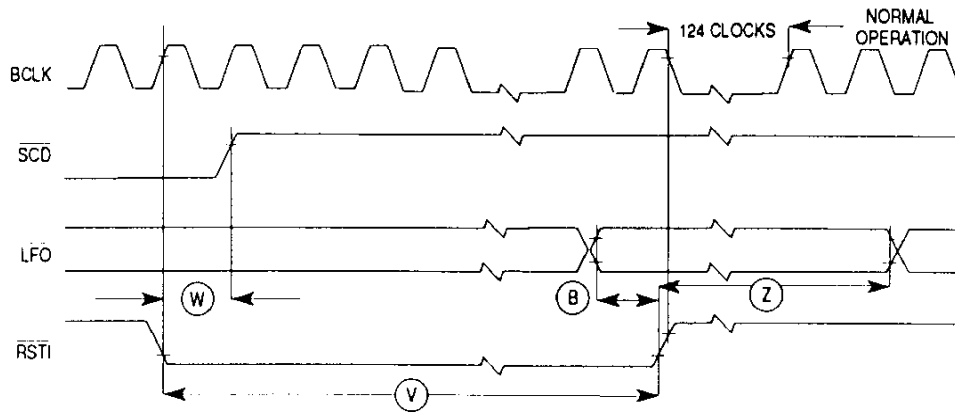 124 CLOCKS
NORMAL
OPERATION
BCLK
SCD
LFO
W
B
Z
RSTI
V